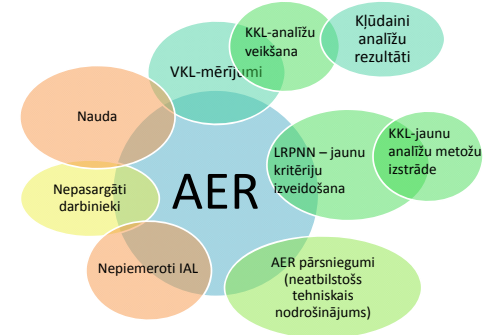 KKL-analīžu
veikšana
Kļūdaini
analīžu
rezultāti
VKL-mērījumi
Nauda
LRPNN – jaunu
kritēriju
izveidošana
KKL-jaunu
analīžu metožu
izstrāde
AER
Nepasargāti
darbinieki
Nepiemeroti IAL
AER pārsniegumi
(neatbilstošs
tehniskais
nodrošinājums)